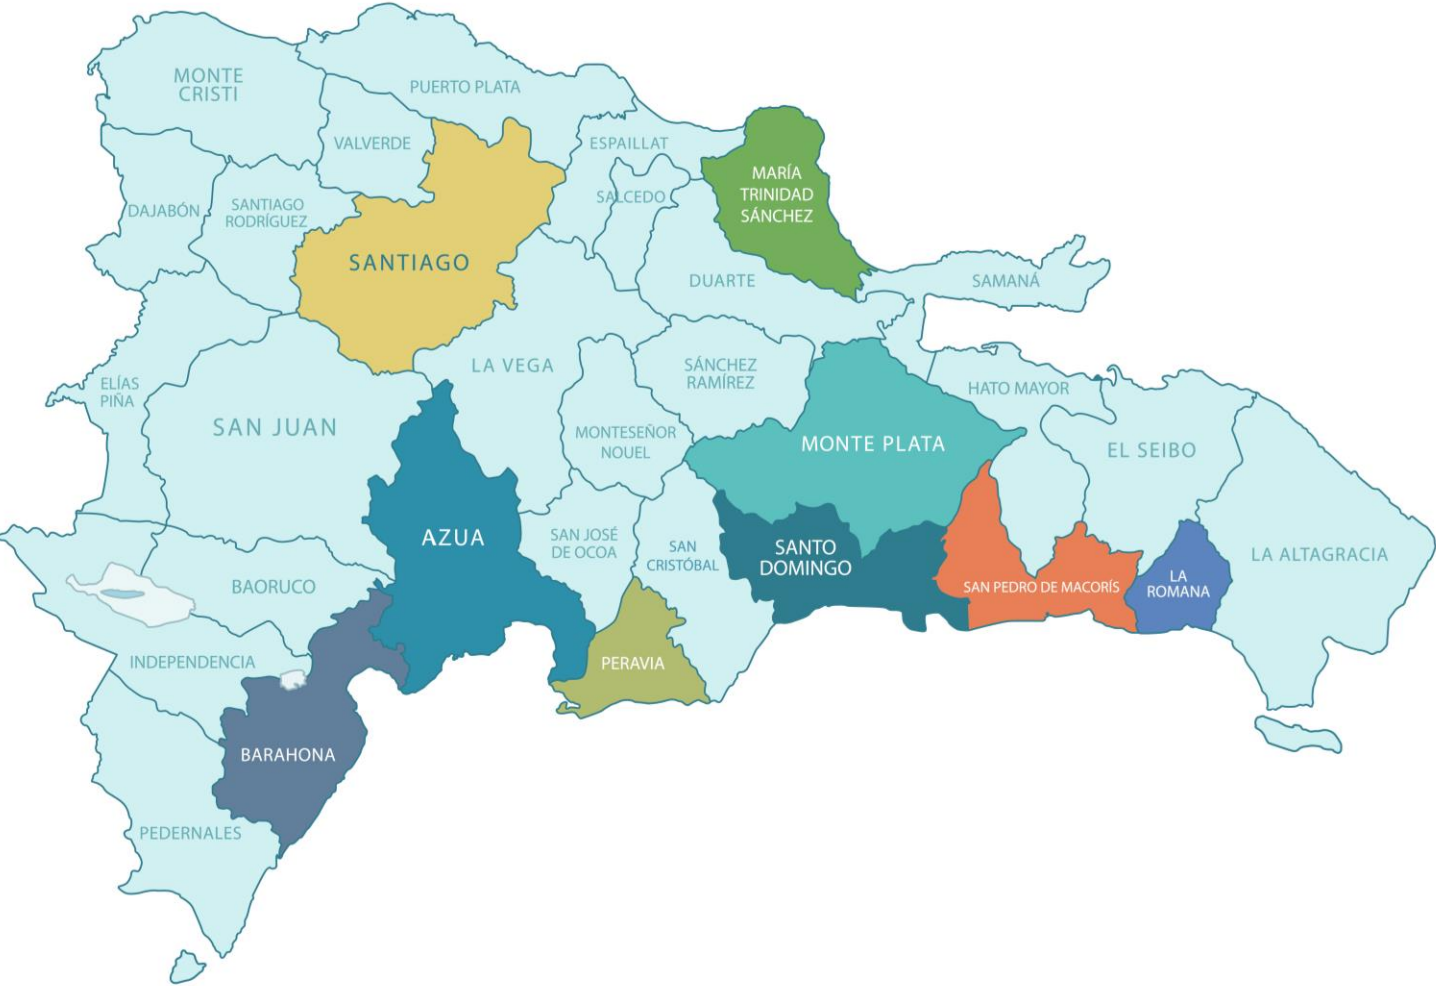 MONTE
CRISTI
PUERTO PLATA
VALVERDE
ESPAILLAT
MARÍA
TRINIDAD
SÁNCHEZ
DAJABÓN
SANTIAGO
RODRÍGUEZ
SALCEDO
SANTIAGO
DUARTE
SAMANÁ
LA VEGA
SÁNCHEZ
RAMÍREZ
ELÍAS
PIÑA
HATO MAYOR
SAN JUAN
MONTESEÑOR
NOUEL
MONTE PLATA
EL SEIBO
AZUA
SAN JOSÉ
DE OCOA
SAN
CRISTÓBAL
SANTO
DOMINGO
LA ALTAGRACIA
BAORUCO
SAN PEDRO DE MACORÍS
LA
ROMANA
INDEPENDENCIA
PERAVIA
BARAHONA
PEDERNALES